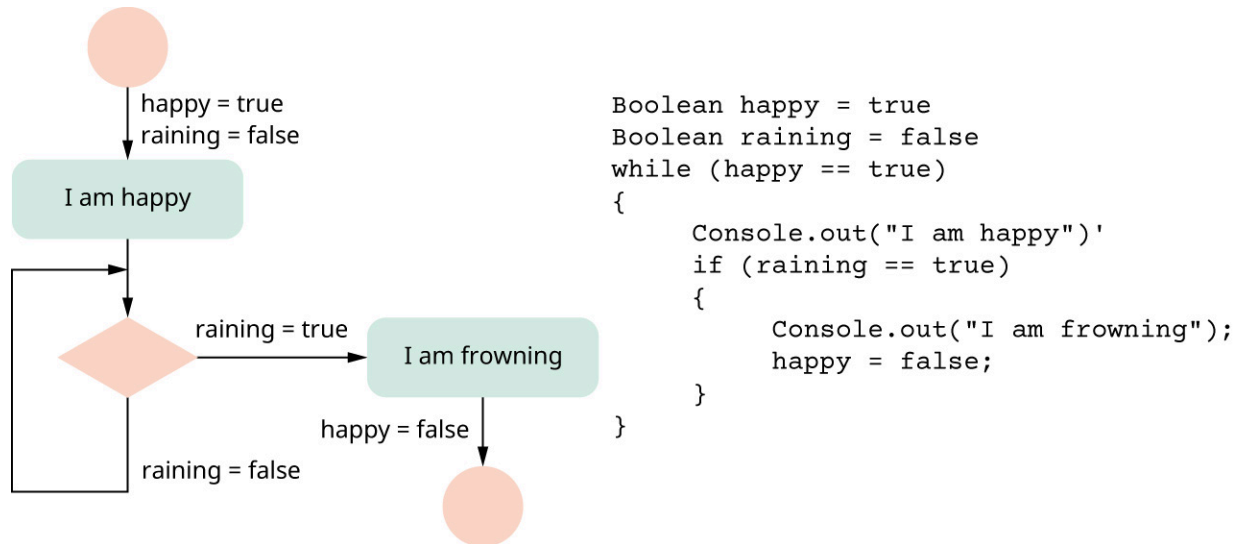 happy = true
raining = false
I am happy
raining = true
I am frowning
happy = false
raining = false
Boolean happy = true
Boolean raining = false
while (happy == true)
{
Console.out("I am happy")'
if (raining == true)
{
Console.out("I am frowning");
happy = false;
}
}